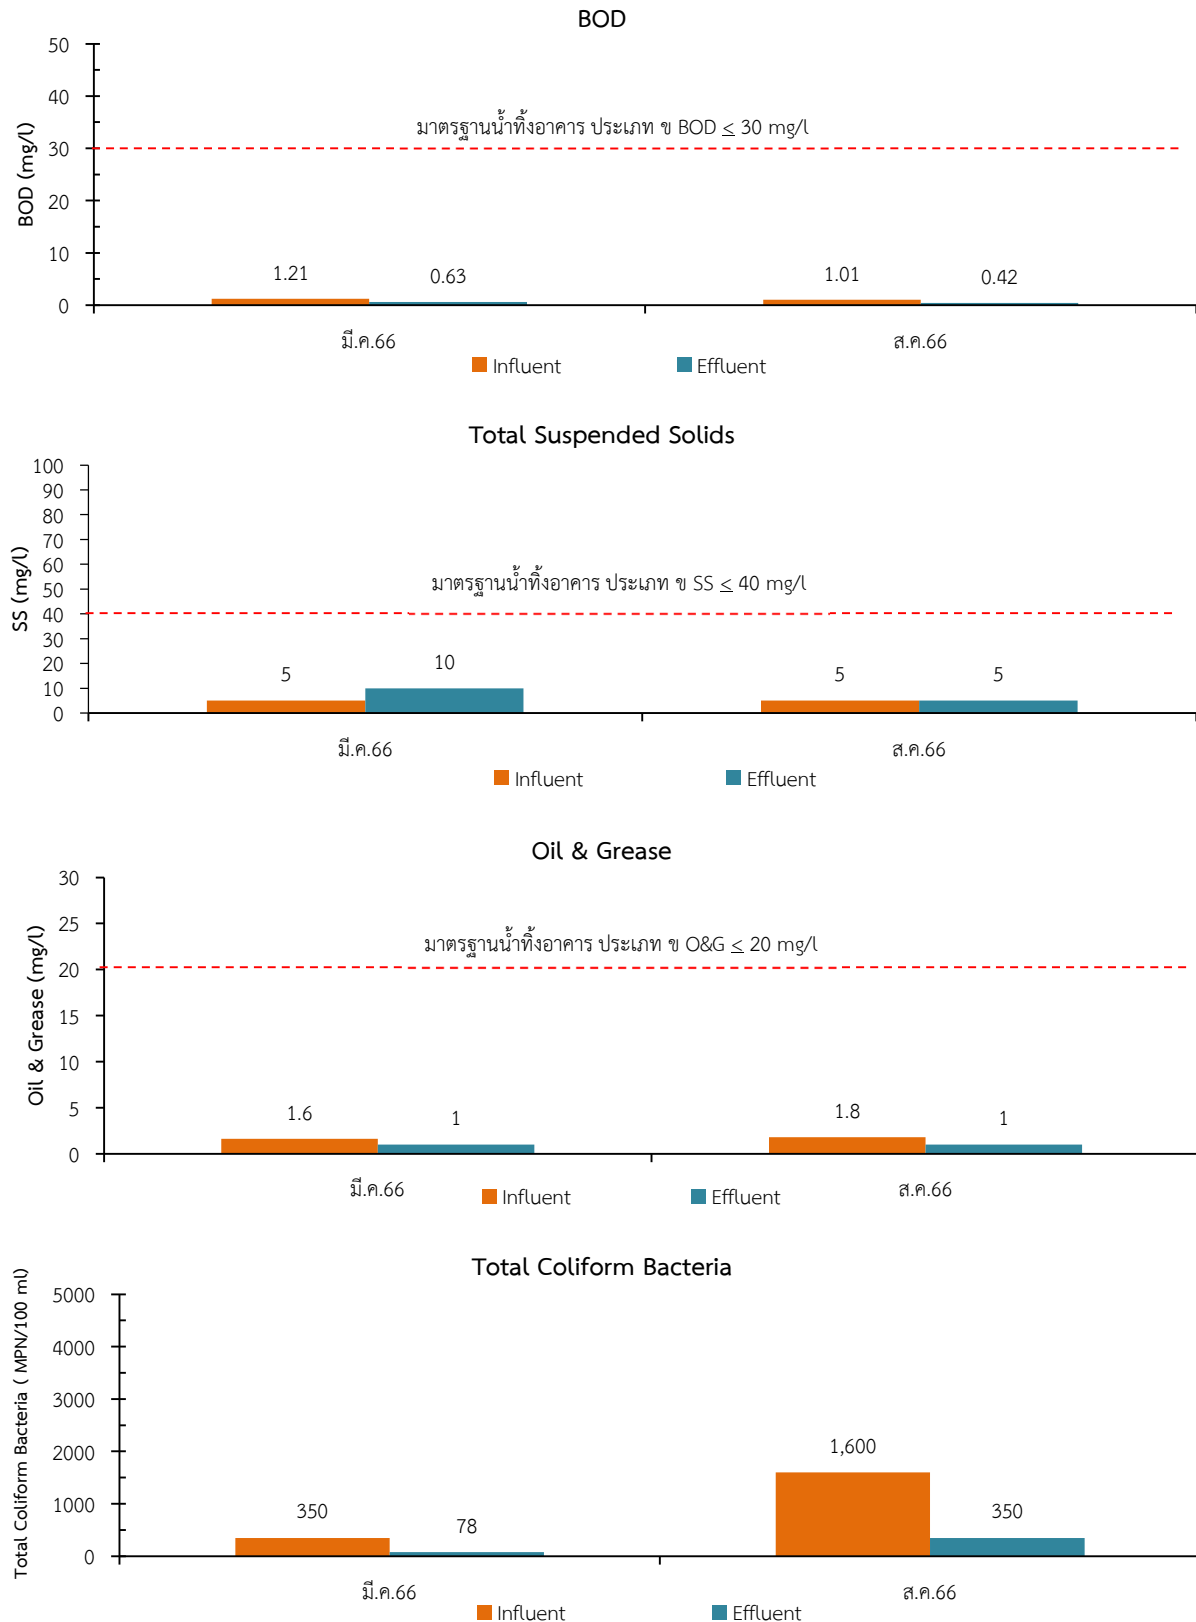 BOD
50
40
30
20
10
0
BOD (mg/l)
มาตรฐานน้ำทิ้งอาคาร ประเภท ข BOD ≤ 30 mg/l
1.21
0.63
1.01
0.42
มี.ค.66
ส.ค.66
Influent
Effluent
Total Suspended Solids
100
90
80
70
60
50
40
30
20
10
0
SS (mg/l)
มาตรฐานน้ำทิ้งอาคาร ประเภท ข SS ≤ 40 mg/l
5
10
5
5
มี.ค.66
ส.ค.66
Influent
Effluent
Oil & Grease
30
25
20
15
10
5
0
Oil & Grease (mg/l)
มาตรฐานน้ำทิ้งอาคาร ประเภท ข O&G ≤ 20 mg/l
1.6
1
1.8
1
มี.ค.66
ส.ค.66
Influent
Effluent
Total Coliform Bacteria
5000
4000
3000
2000
1000
0
Total Coliform Bacteria ( MPN/100 ml)
350
78
1,600
350
มี.ค.66
ส.ค.66
Influent
Effluent